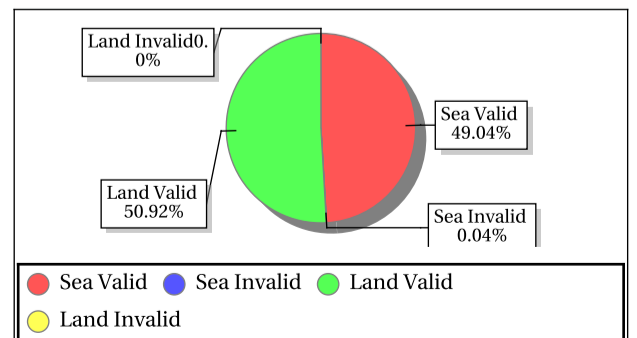 Land Invalid0.
0%
Sea Valid
49.04%
Land Valid
50.92%
Sea Invalid
0.04%
Sea Valid Sea Invalid Land Valid
Land Invalid